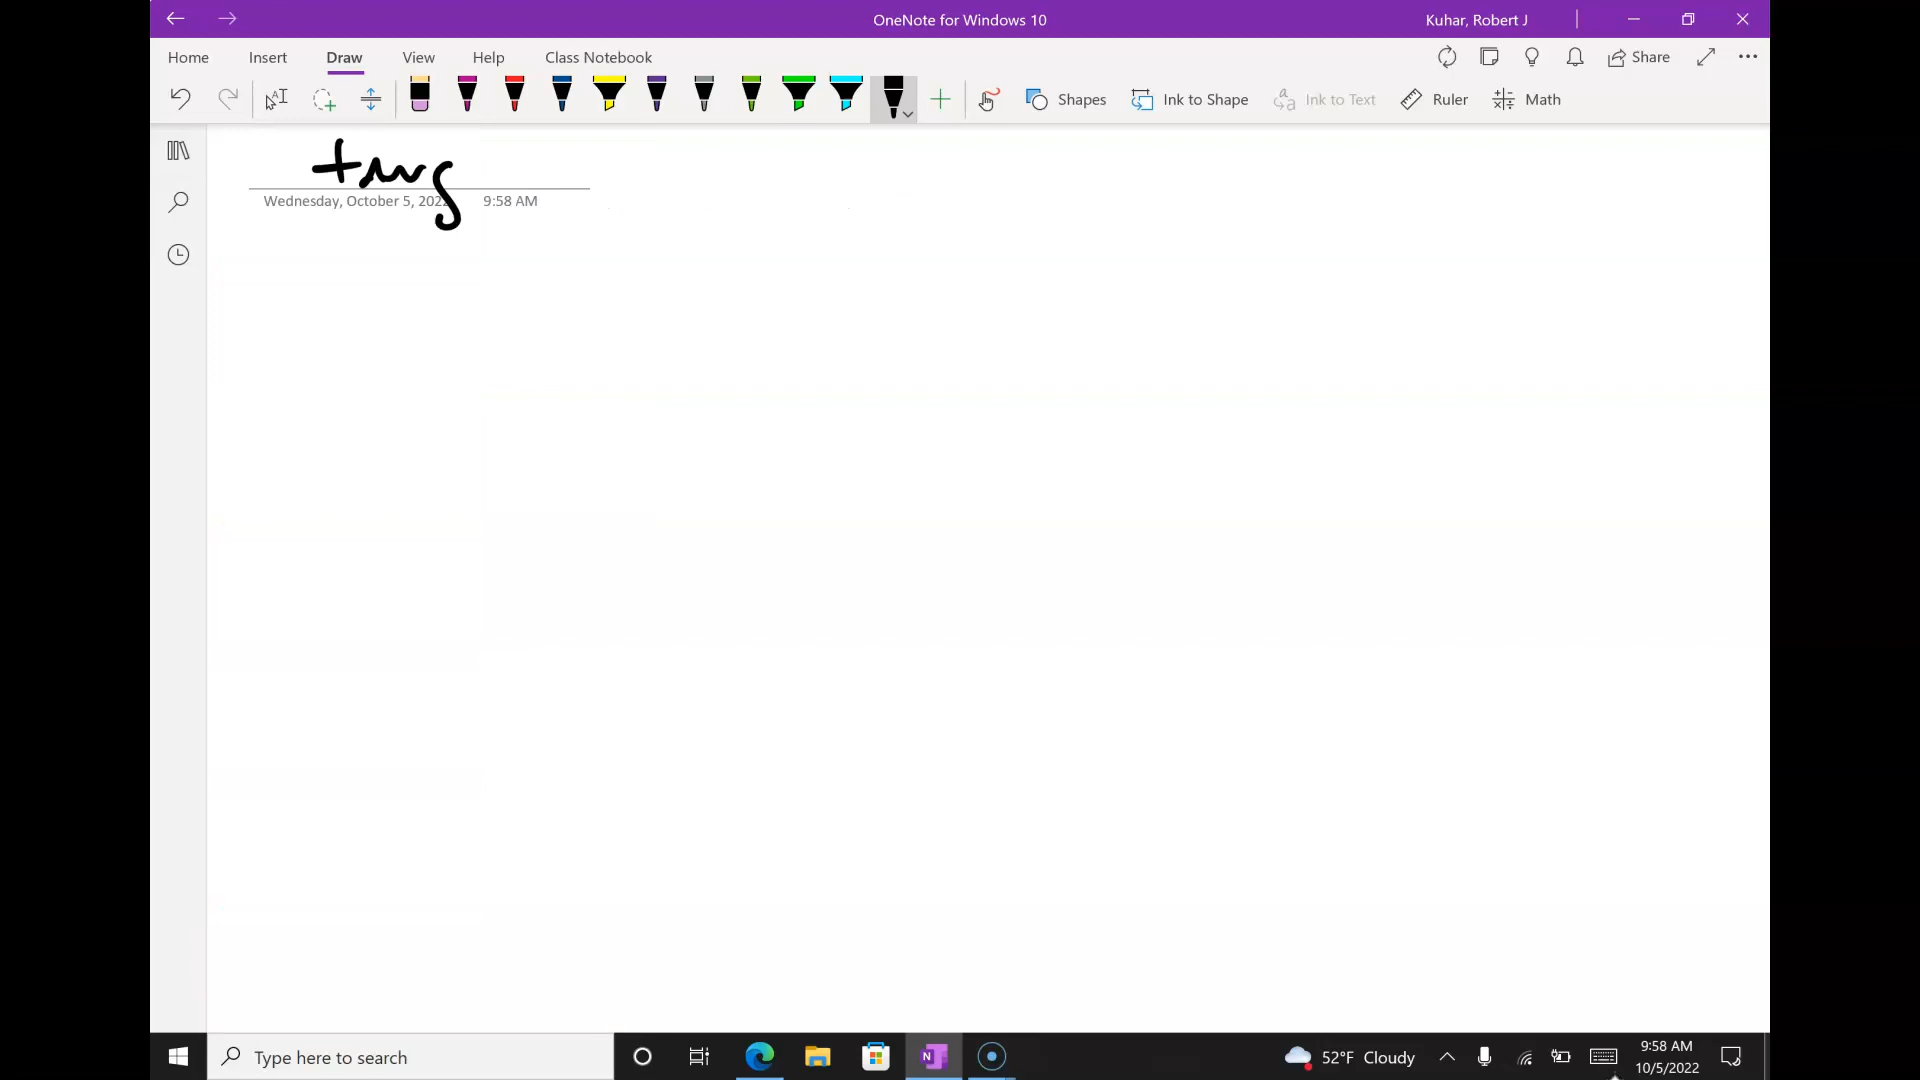 OneNote for Windows 10
Kuhar, Robert J
Home Insert Draw View Help Class Notebook
Share
Shapes Ink to Shape Ink to Text Ruler Math
Wednesday, October 5, 2022 9:58 AM
Type here to search
52°F Cloudy
9:58 AM
10/5/2022